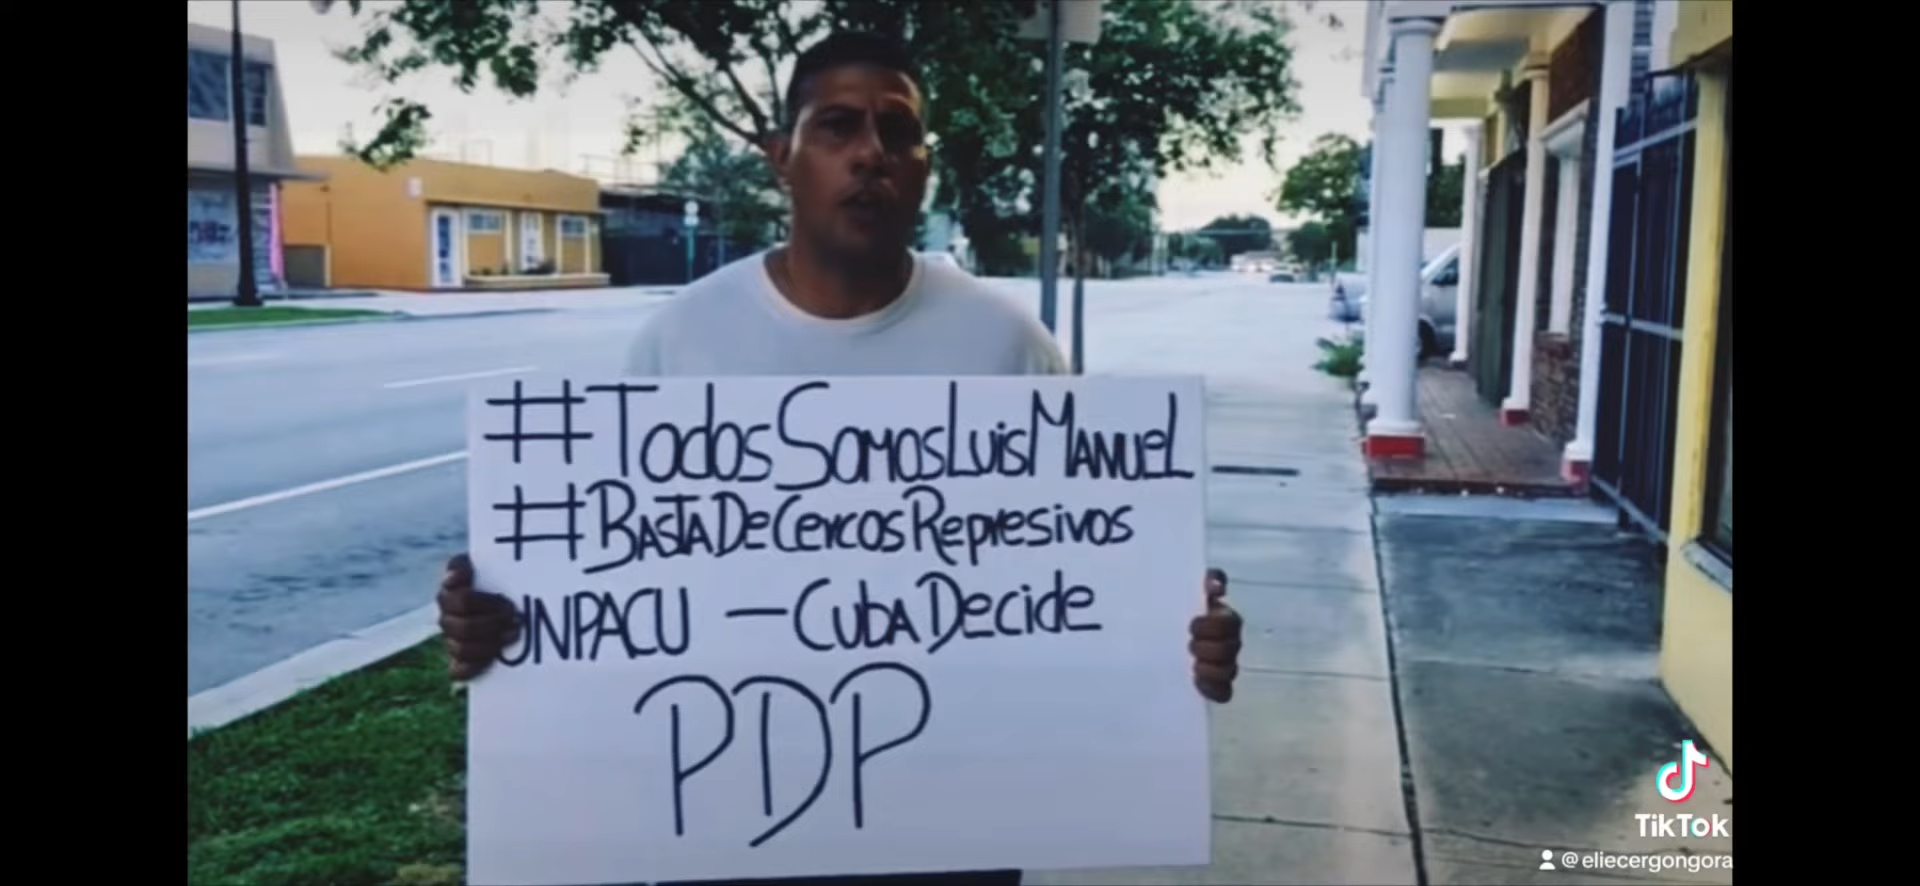 #TodosSomosLuisManuel
#BastaDeCercosRepresivos
UNPACU - CubaDecide
PDP
TikTok
@eliecergongora